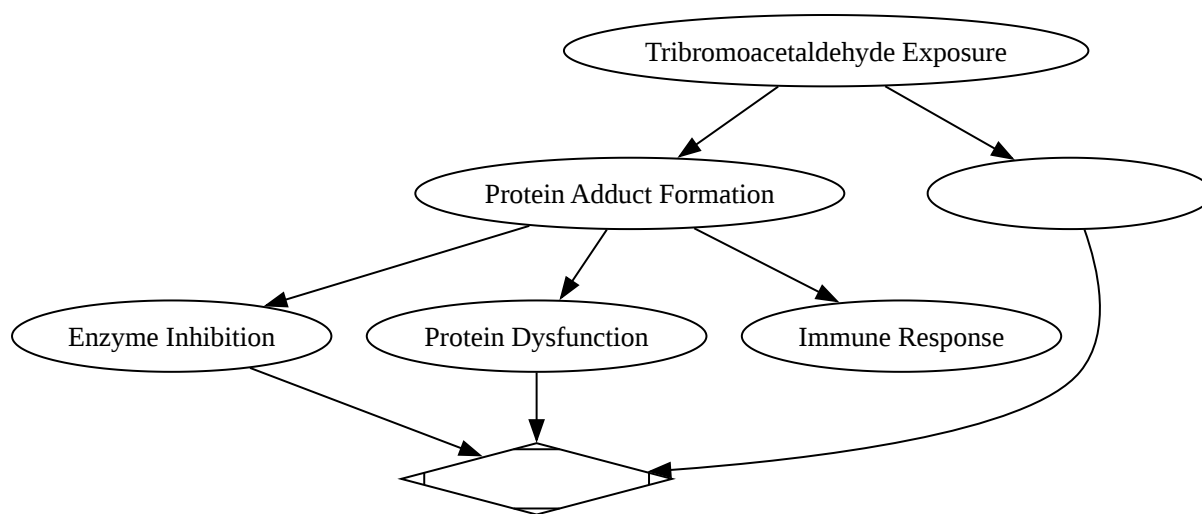 Tribromoacetaldehyde Exposure
Protein Adduct Formation
Enzyme Inhibition
Protein Dysfunction
Immune Response